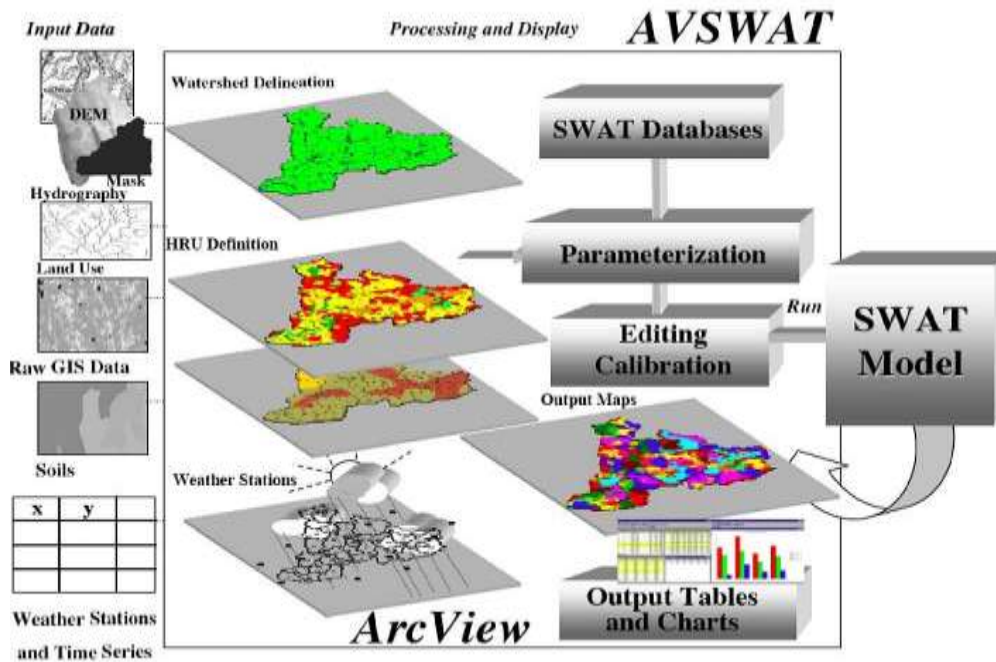 Input Data
Processing and Display
AVSWAT
DEM
Mask
Hydrography
Land Use
Raw GIS Data
Soils
x y
Weather Stations
and Time Series
Watershed Delineation
HRU Definition
Weather Stations
SWAT Databases
Parameterization
Editing
Calibration
Run
SWAT
Model
Output Maps
Output Tables
and Charts
ArcView